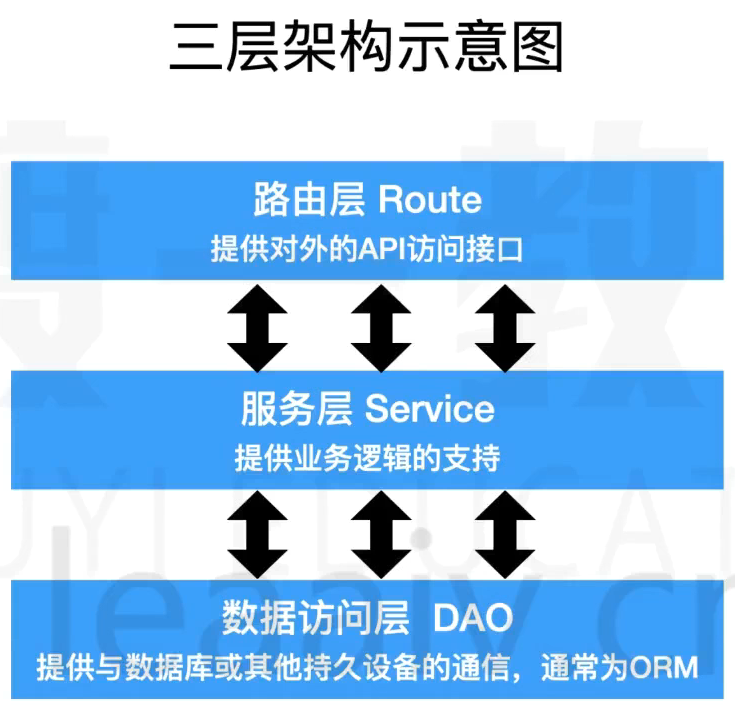 三层架构示意图
路由层 Route
提供对外的API访问接口
服务层 Service
提供业务逻辑的支持
数据访问层 DAO
提供与数据库或其他持久设备的通信，通常为ORM